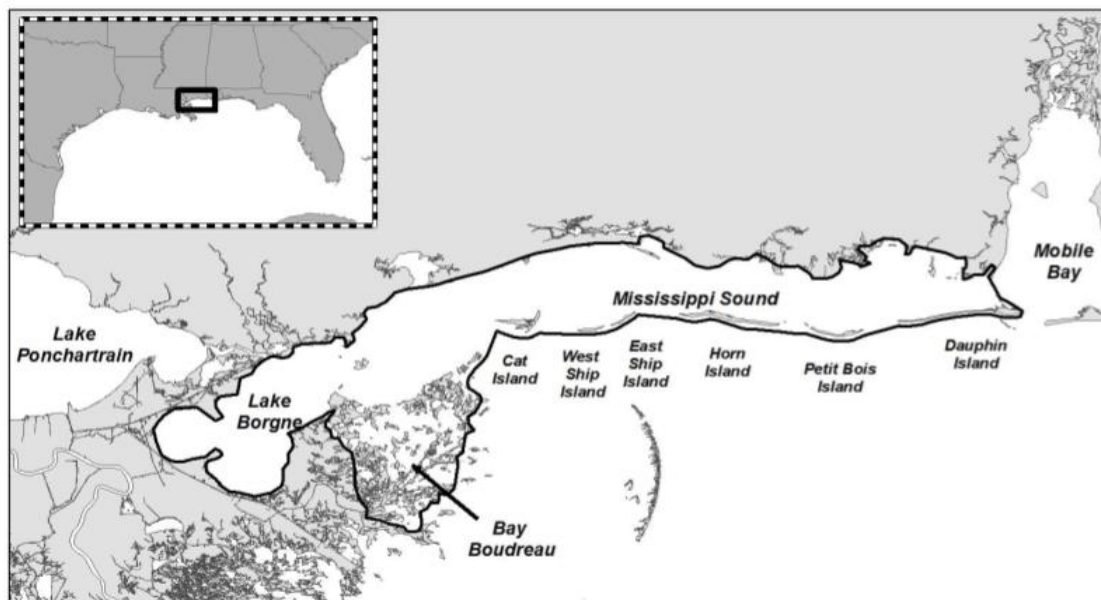 Mobile
Bay
Mississippi Sound
Lake
Ponchartrain
Cat
Island
West
Ship
Island
East
Ship
Island
Horn
Island
Petit Bois
Island
Dauphin
Island
Lake
Borgne
Bay
Boudreau